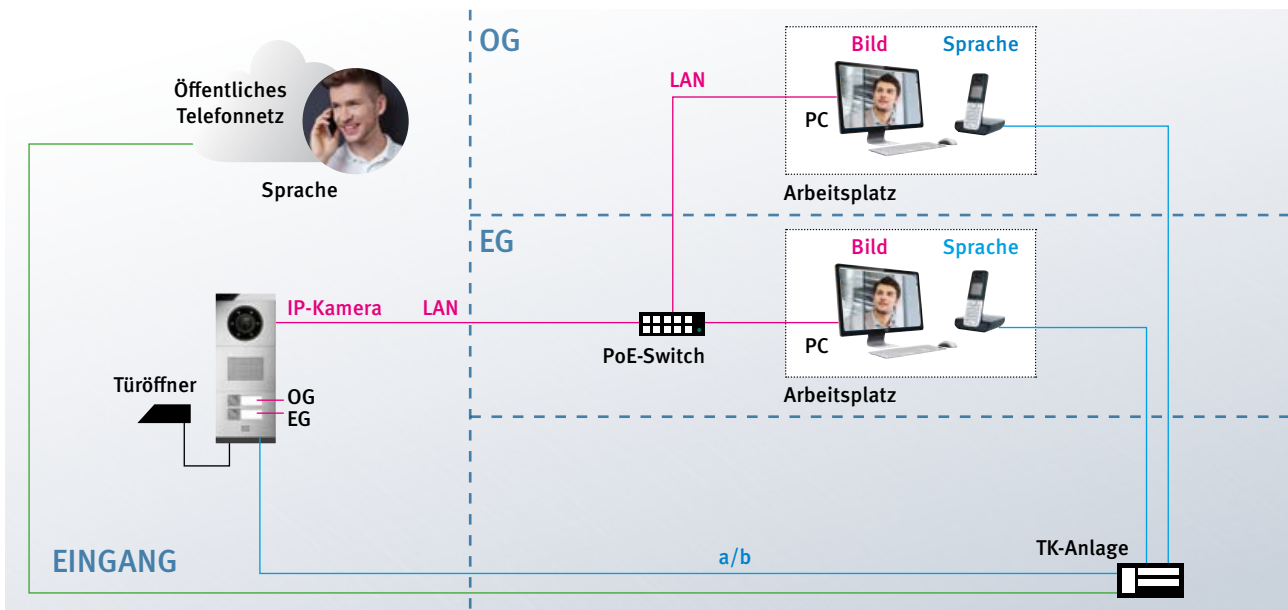 Öffentliches
Telefonnetz
Sprache
OG
Bild
Sprache
LAN
PC
Arbeitsplatz
EG
Bild
Sprache
IP-Kamera
LAN
PoE-Switch
PC
Arbeitsplatz
Türöffner
OG
EG
EINGANG
a/b
TK-Anlage